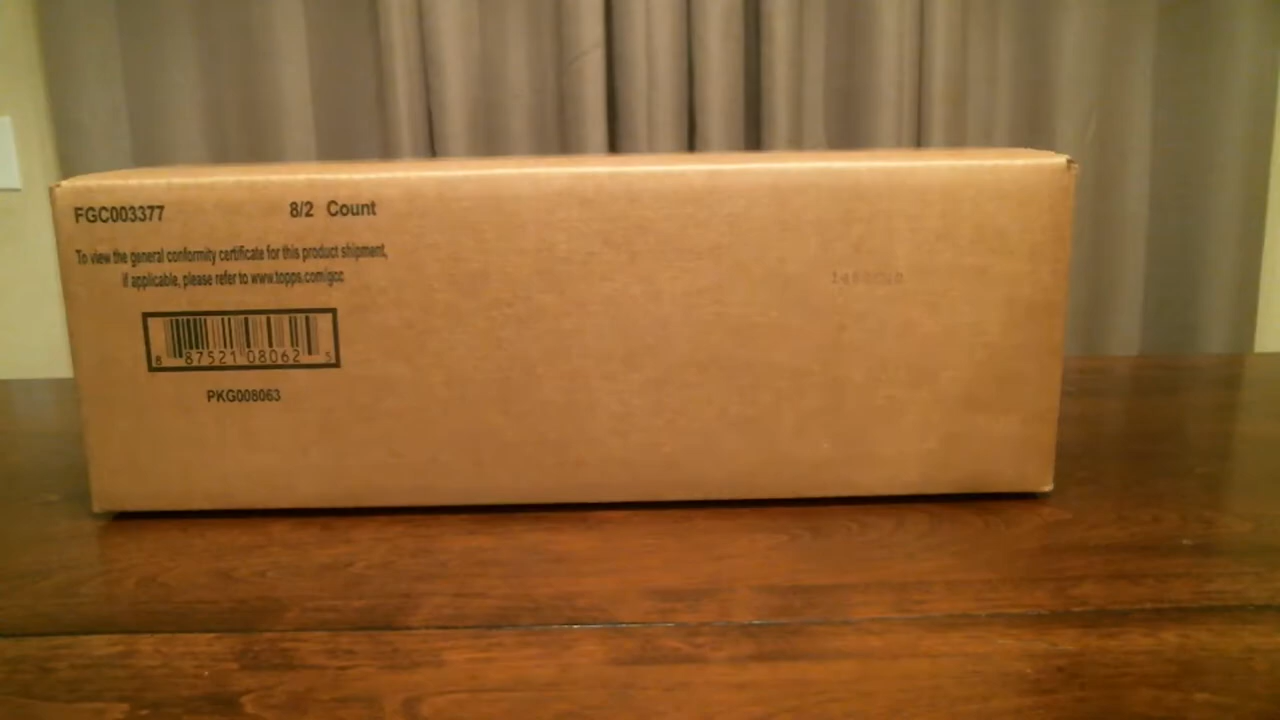 FGC003377 8/2 Count
To view the general conformity certificate for this product shipment,
if applicable, please refer to www.topps.com/gcc
8 87521 08062 5
PKG008063